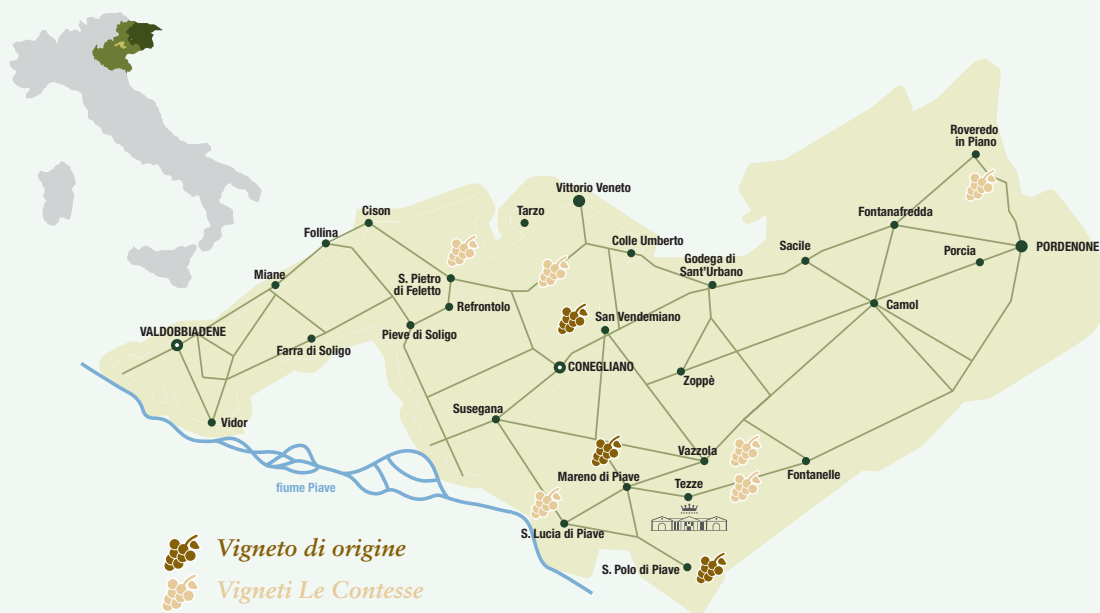 Roveredo
in Piano
Vittorio Veneto
Cison
Tarzo
Fontanafredda
Follina
Colle Umberto
Sacile
PORDENONE
Porcia
Godega di
Sant'Urbano
Miane
S. Pietro
di Feletto
Refrontolo
Camol
San Vendemiano
VALDOBBIADENE
Pieve di Soligo
Farra di Soligo
CONEGLIANO
Zoppè
Susegana
Vidor
Vazzola
Mareno di Piave
Fontanelle
Tezze
fiume Piave
S. Lucia di Piave
S. Polo di Piave
Vigneto di origine
Vigneti Le Contesse